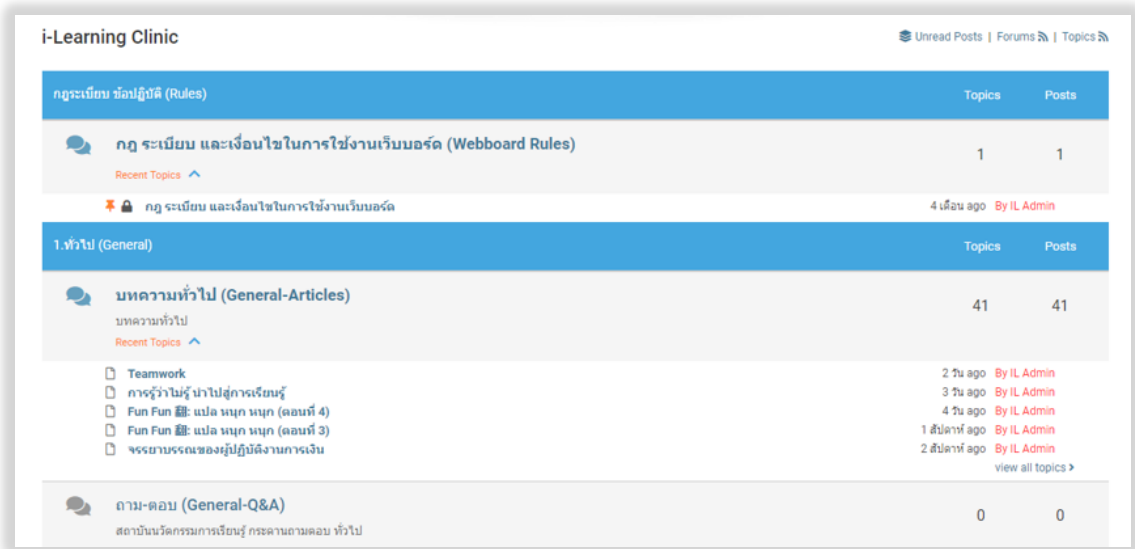 i-Learning Clinic
Unread Posts | Forums | Topics
กฎระเบียบ ข้อปฏิบัติ (Rules) Topics Posts
กฎ ระเบียบ และเงื่อนไขในการใช้งานเว็บบอร์ด (Webboard Rules) 1 1
Recent Topics
กฎ ระเบียบ และเงื่อนไขในการใช้งานเว็บบอร์ด 4 เดือน ago By IL Admin
1.ทั่วไป (General) Topics Posts
บทความทั่วไป (General-Articles) 41 41
บทความทั่วไป
Recent Topics
Teamwork 2 วัน ago By IL Admin
การรู้ว่าไม่รู้ นำไปสู่การเรียนรู้ 3 วัน ago By IL Admin
Fun Fun 翻: แปล หนุก หนุก (ตอนที่ 4) 4 วัน ago By IL Admin
Fun Fun 翻: แปล หนุก หนุก (ตอนที่ 3) 1 สัปดาห์ ago By IL Admin
จรรยาบรรณของผู้ปฏิบัติงานการเงิน 2 สัปดาห์ ago By IL Admin
view all topics
ถาม-ตอบ (General-Q&A) 0 0
สถาบันนวัตกรรมการเรียนรู้ กระดานถามตอบ ทั่วไป